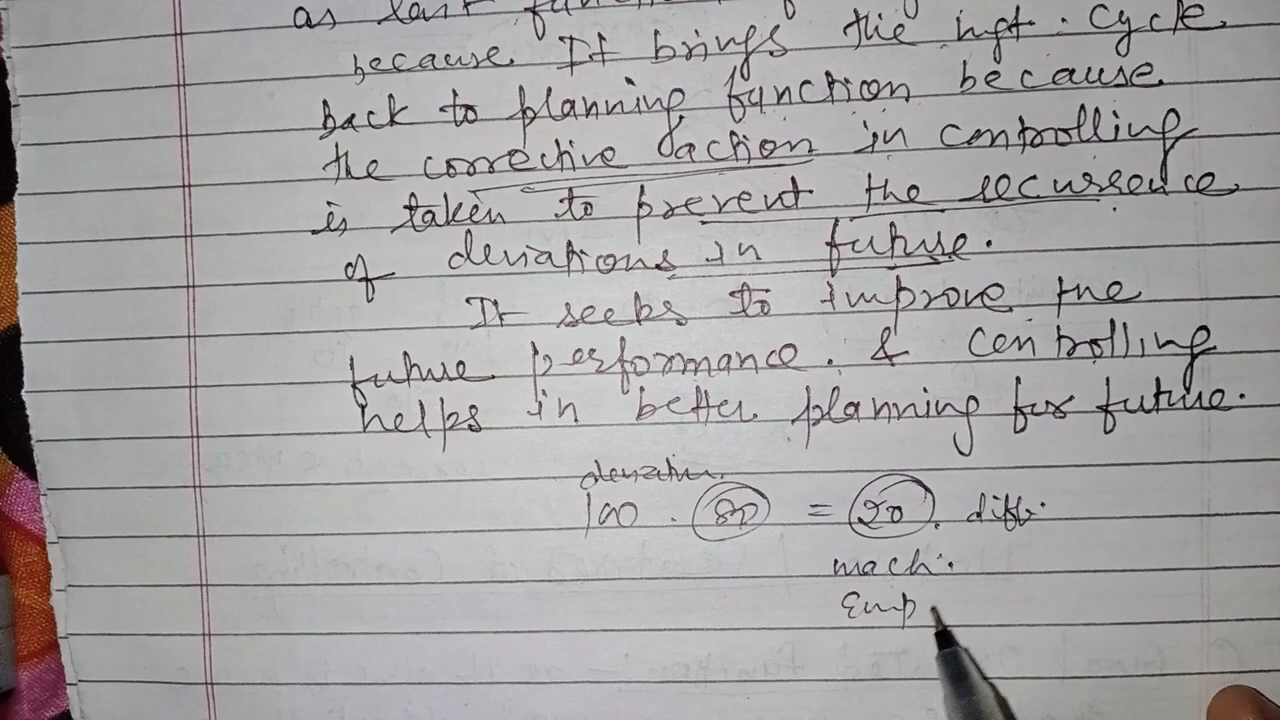 as last
because It brings the mgt. cycle
back to planning function because
the corrective action in controlling
is taken to prevent the recurrence
of deviations in future.
It seeks to improve the
future performance. & controlling
helps in better planning for future.
deviation
100. 80 = 20. diff.
mach.
Emp